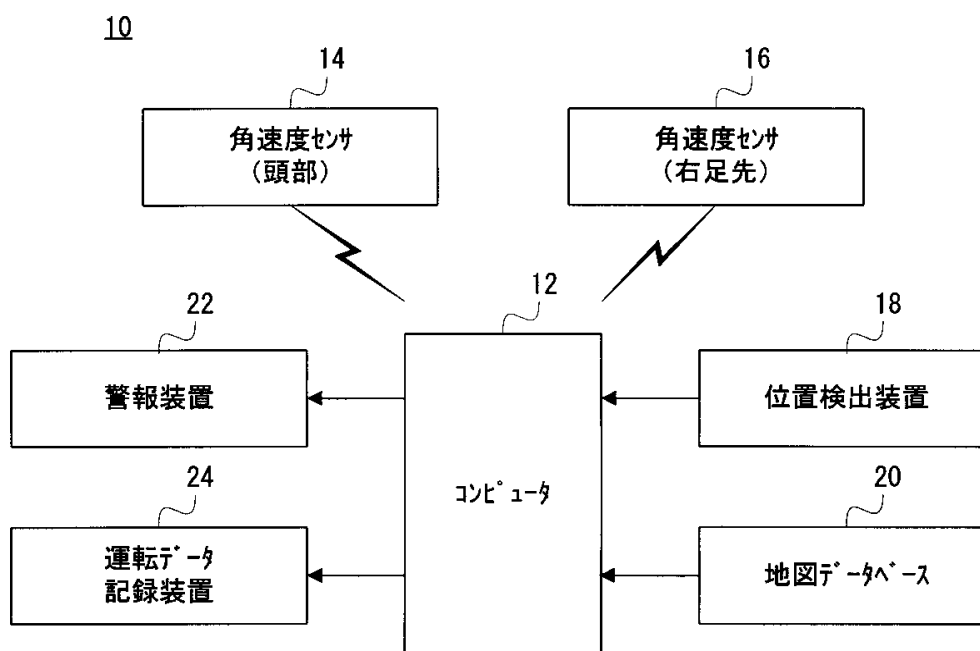 10
14
16
角速度ｾﾝｻ
(頭部)
角速度ｾﾝｻ
(右足先)
12
22
18
警報装置
位置検出装置
ｺﾝﾋﾟｭｰﾀ
24
20
運転ﾃﾞｰﾀ
記録装置
地図ﾃﾞｰﾀﾍﾞｰｽ